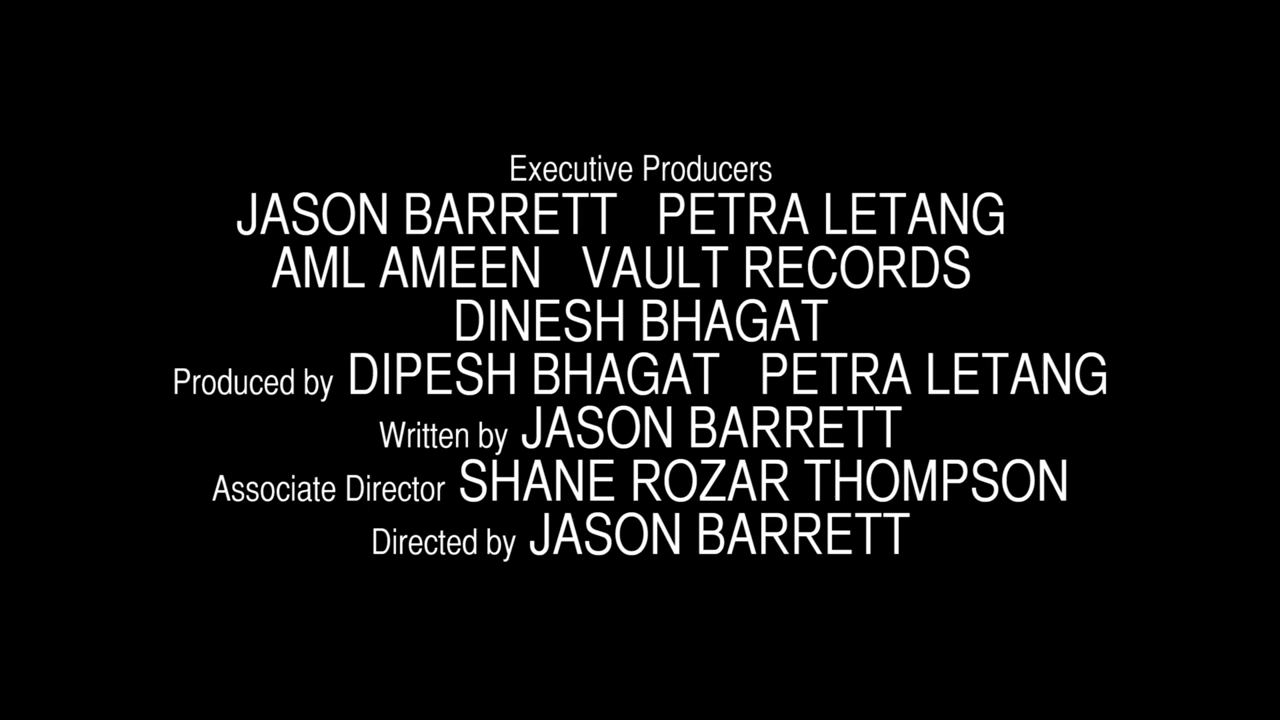 Executive Producers
JASON BARRETT PETRA LETANG
AML AMEEN VAULT RECORDS
DINESH BHAGAT
Produced by DIPESH BHAGAT PETRA LETANG
Written by JASON BARRETT
Associate Director SHANE ROZAR THOMPSON
Directed by JASON BARRETT